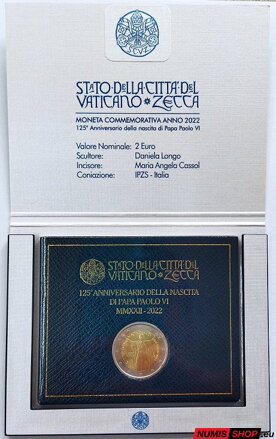 STATO DELLA CITTÀ DEL
VATICANO * ZECCA
MONETA COMMEMORATIVA ANNO 2022
125° Anniversario della nascita di Papa Paolo VI
Valore Nominale: 2 Euro
Scultore: Daniela Longo
Incisore: Maria Angela Cassol
Coniazione: IPZS - Italia
STATO DELLA CITTÀ DEL
VATICANO * ZECCA
125° ANNIVERSARIO DELLA NASCITA
DI PAPA PAOLO VI
MMXXII - 2022
NUMIS SHOP.eu